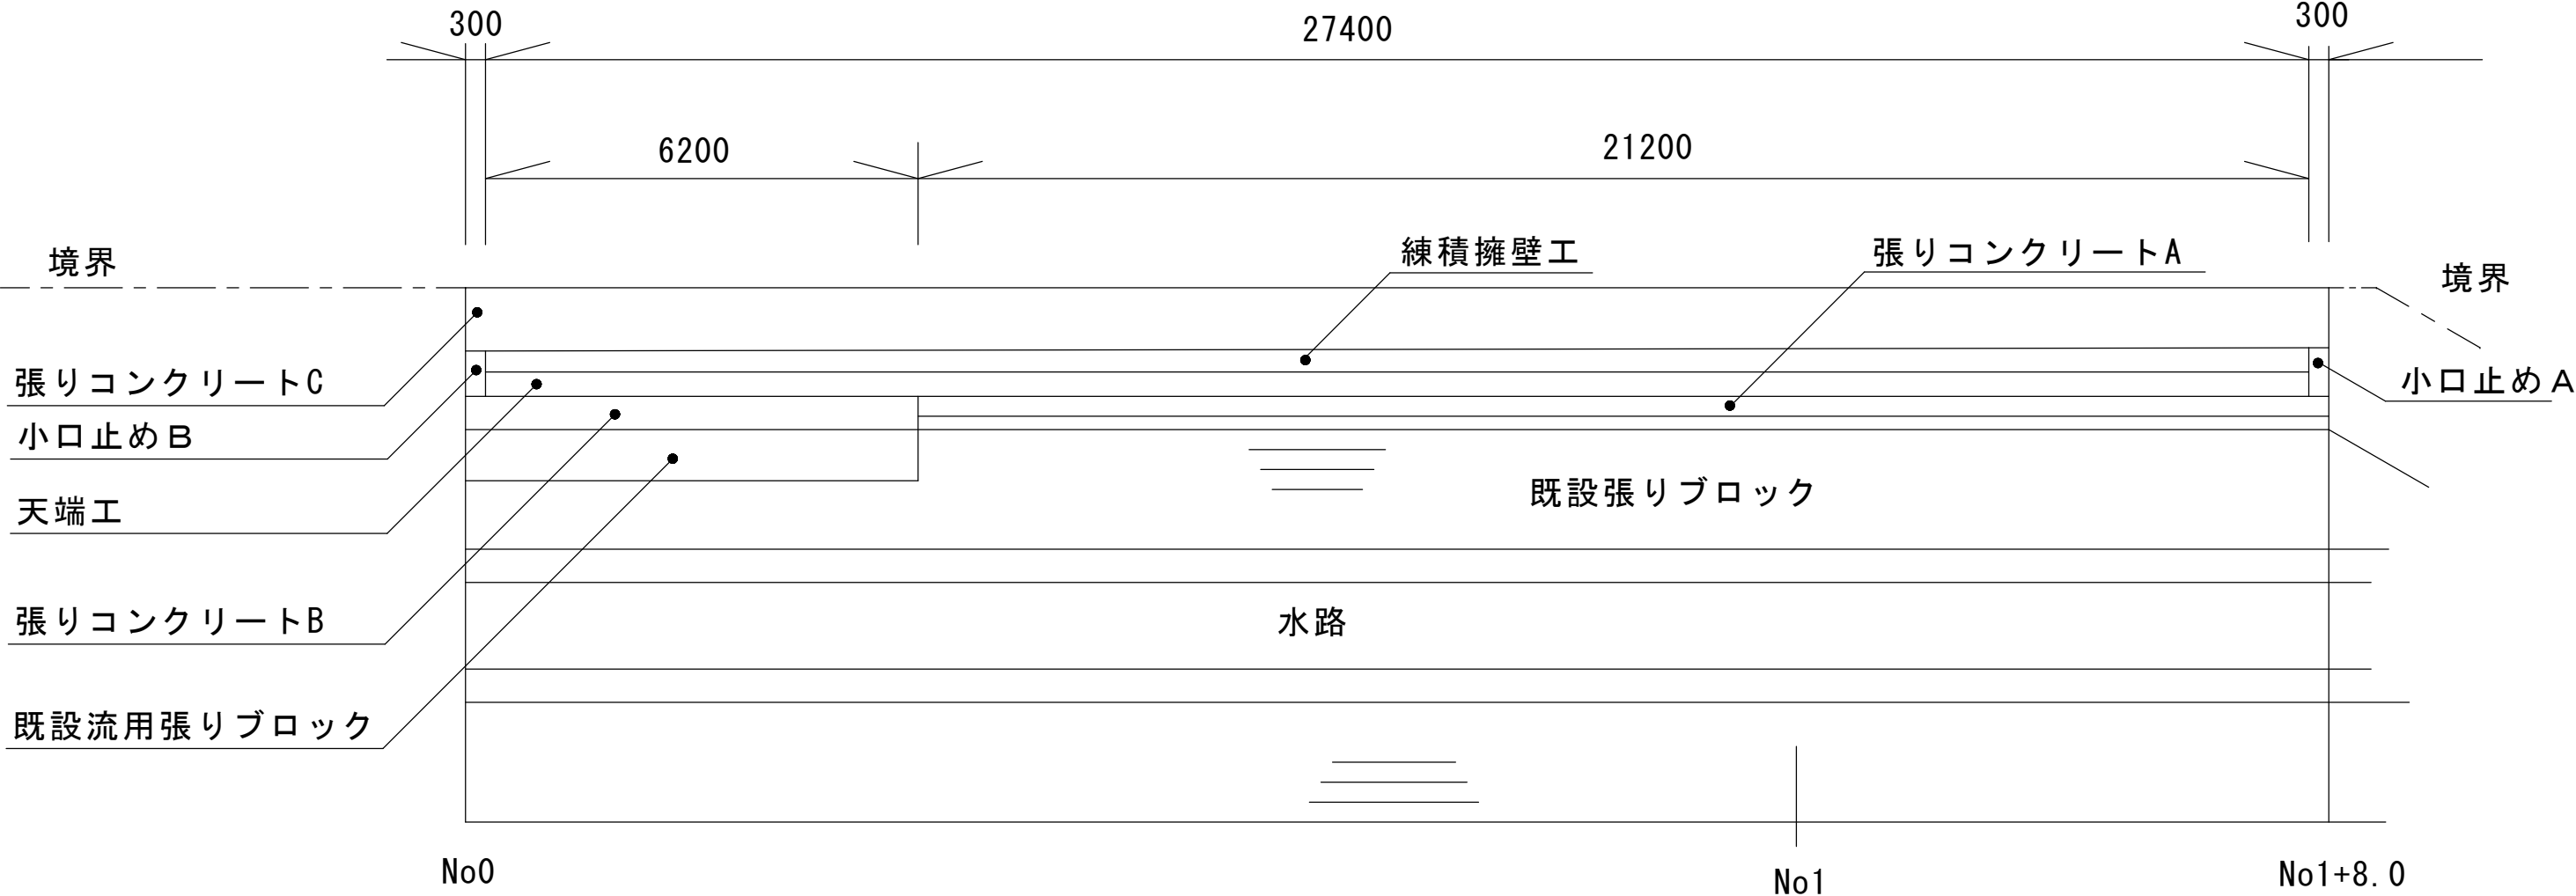 300
27400
300
6200
21200
境界
練積擁壁工
張りコンクリートA
境界
張りコンクリートC
小口止めA
小口止めB
既設張りブロック
天端工
張りコンクリートB
水路
既設流用張りブロック
No0
No1
No1+8.0